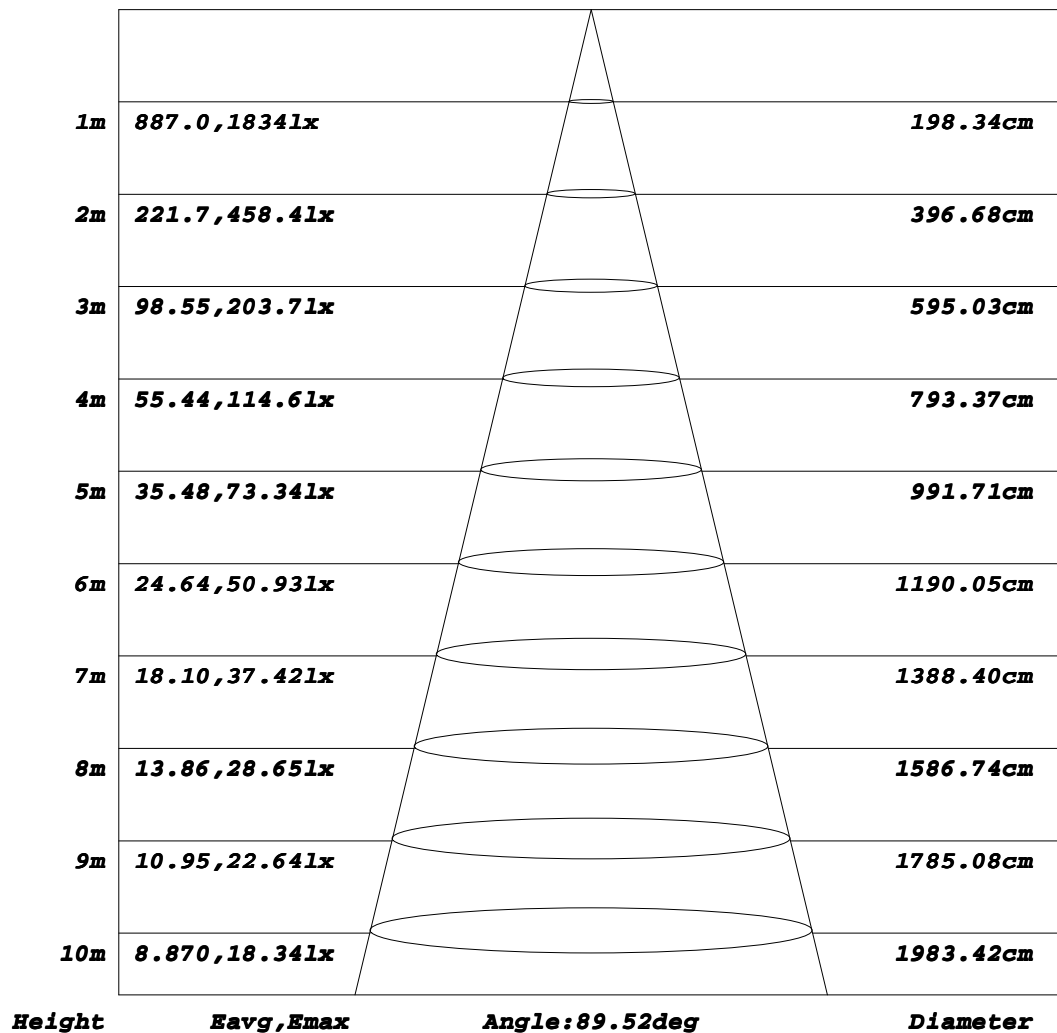 1m 887.0,1834lx 198.34cm
2m 221.7,458.4lx 396.68cm
3m 98.55,203.7lx 595.03cm
4m 55.44,114.6lx 793.37cm
5m 35.48,73.34lx 991.71cm
6m 24.64,50.93lx 1190.05cm
7m 18.10,37.42lx 1388.40cm
8m 13.86,28.65lx 1586.74cm
9m 10.95,22.64lx 1785.08cm
10m 8.870,18.34lx 1983.42cm
Height Eavg,Emax Angle:89.52deg Diameter